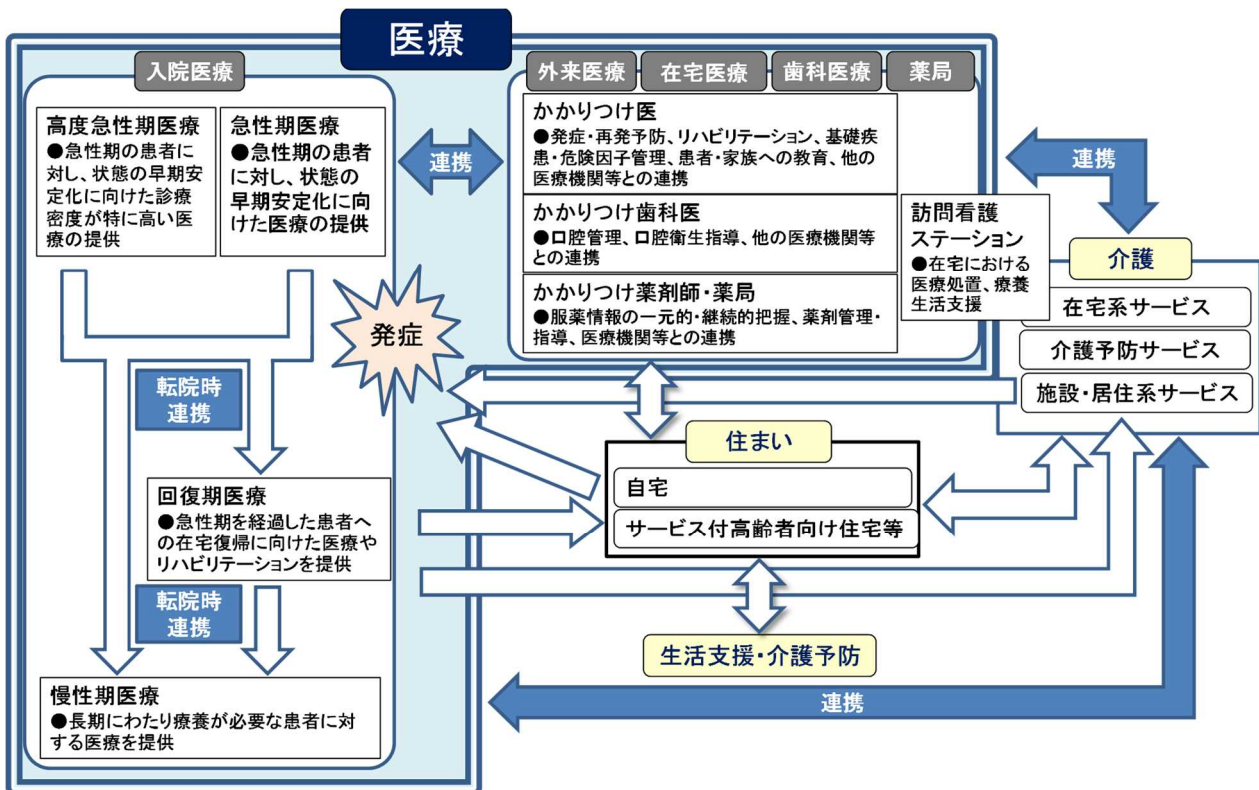 医療
入院医療
高度急性期医療
●急性期の患者に
対し、状態の早期安
定化に向けた診療
密度が特に高い医
療の提供
急性期医療
●急性期の患者
に対し、状態の
早期安定化に向
けた医療の提供
連携
外来医療
在宅医療
歯科医療
薬局
かかりつけ医
●発症・再発予防、リハビリテーション、基礎疾
患・危険因子管理、患者・家族への教育、他の
医療機関等との連携
かかりつけ歯科医
●口腔管理、口腔衛生指導、他の医療機関等
との連携
かかりつけ薬剤師・薬局
●服薬情報の一元的・継続的把握、薬剤管理・
指導、医療機関等との連携
訪問看護
ステーション
●在宅における
医療処置、療養
生活支援
連携
介護
在宅系サービス
介護予防サービス
施設・居住系サービス
発症
転院時
連携
回復期医療
●急性期を経過した患者へ
の在宅復帰に向けた医療や
リハビリテーションを提供
転院時
連携
慢性期医療
●長期にわたり療養が必要な患者に対
する医療を提供
住まい
自宅
サービス付高齢者向け住宅等
生活支援・介護予防
連携